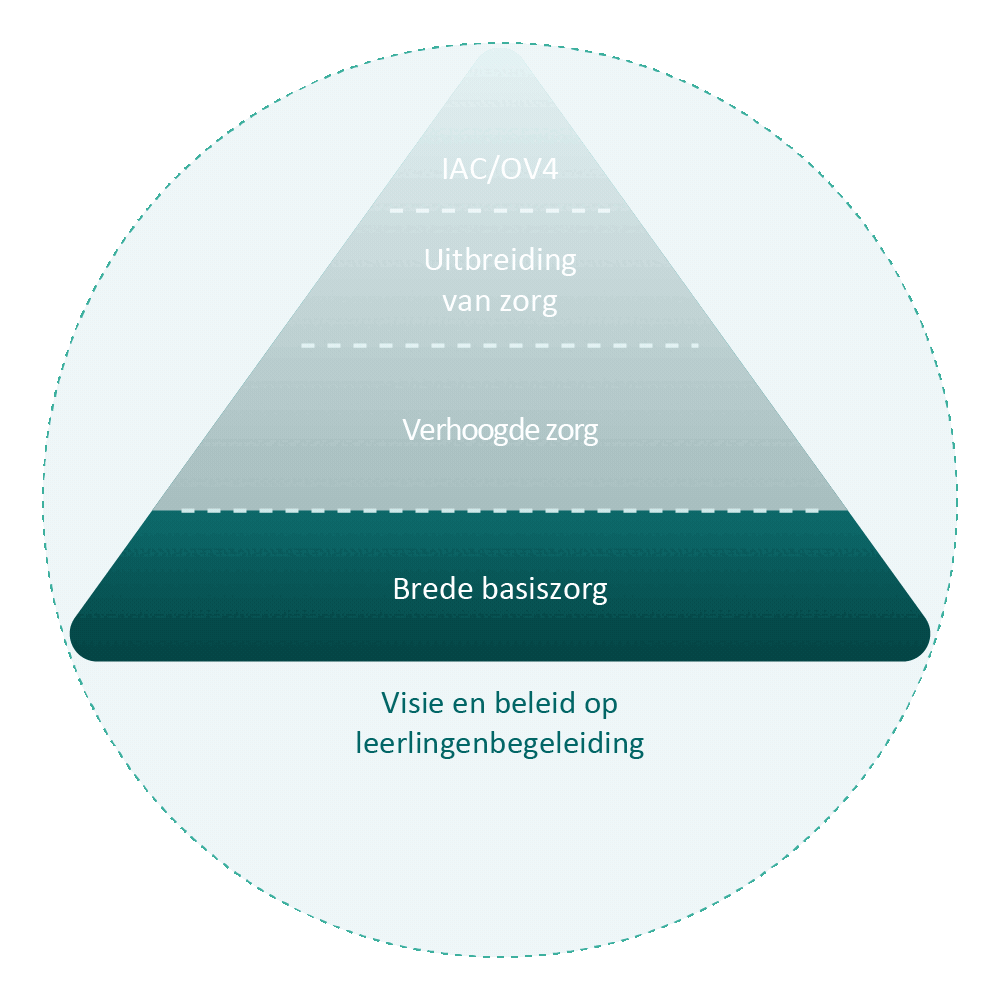 IAC/OV4
Uitbreiding
van zorg
Verhoogde zorg
Brede basiszorg
Visie en beleid op
leerlingenbegeleiding